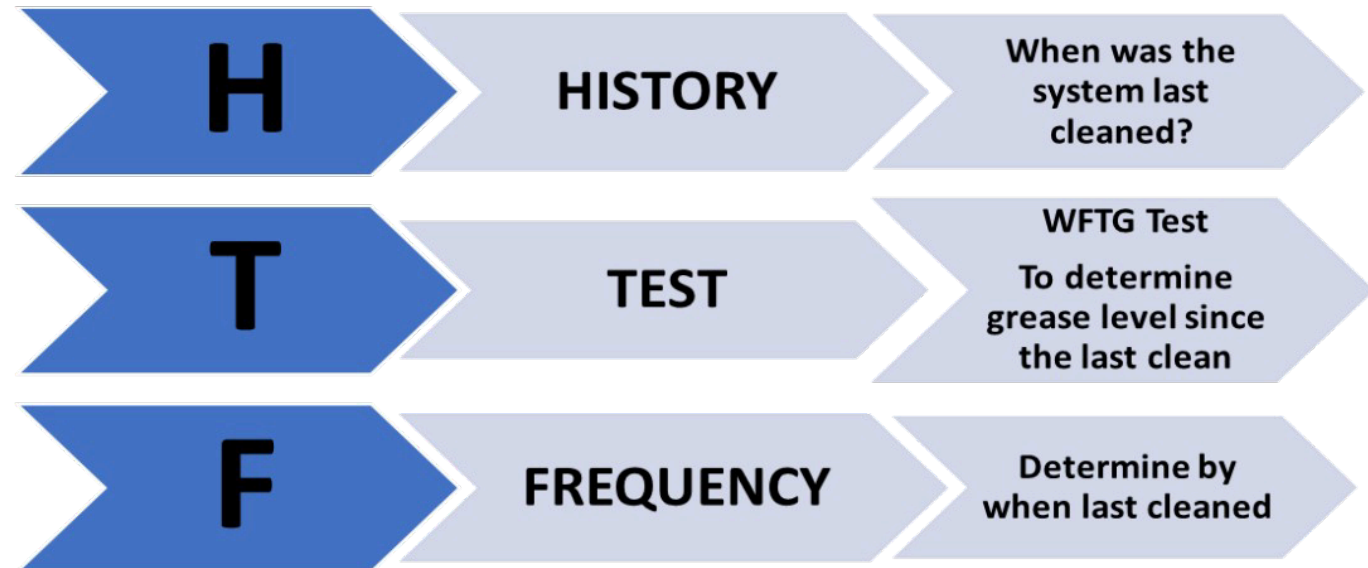 H
HISTORY
When was the
system last
cleaned?
T
TEST
WFTG Test
To determine
grease level since
the last clean
F
FREQUENCY
Determine by
when last cleaned